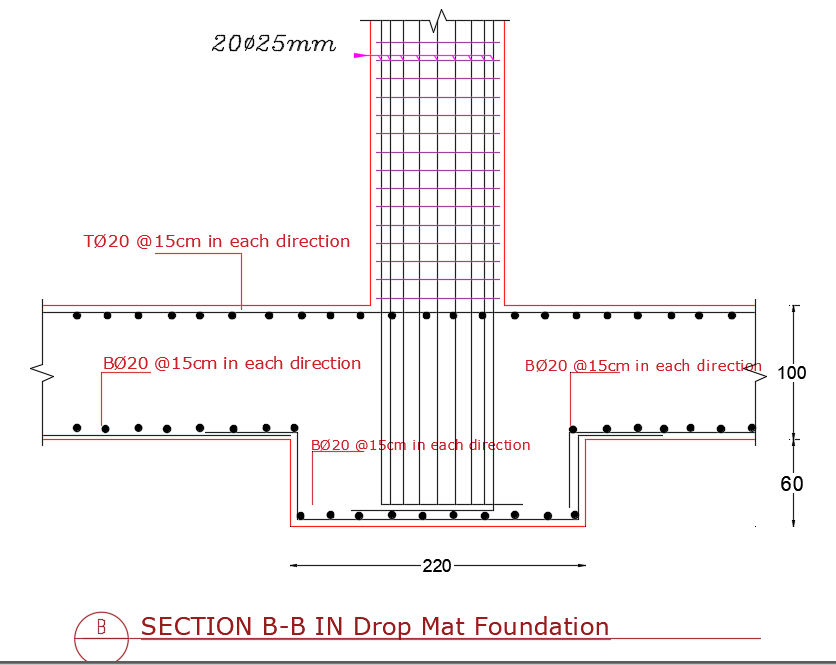 20ø25mm
TØ20 @15cm in each direction
BØ20 @15cm in each direction
BØ20 @15cm in each direction
100
BØ20 @15cm in each direction
60
220
B
SECTION B-B IN Drop Mat Foundation